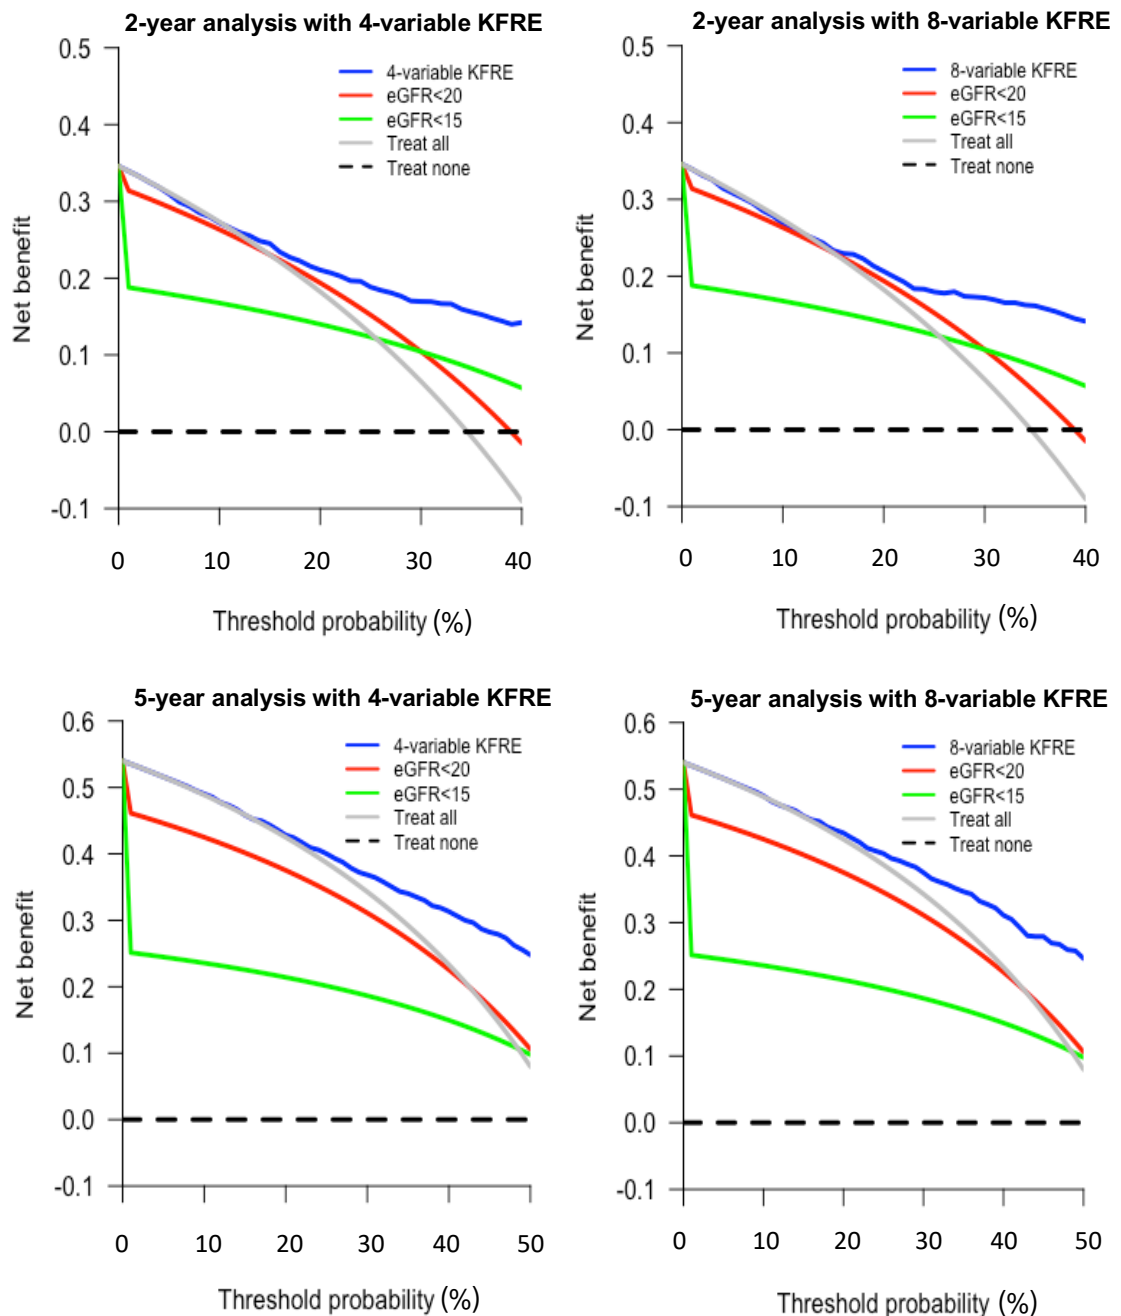 2-year analysis with 4-variable KFRE
0.5
0.4
0.3
0.2
0.1
0.0
-0.1
Net benefit
4-variable KFRE
eGFR<20
eGFR<15
Treat all
Treat none
0 10 20 30 40
Threshold probability (%)
2-year analysis with 8-variable KFRE
0.5
0.4
0.3
0.2
0.1
0.0
-0.1
Net benefit
8-variable KFRE
eGFR<20
eGFR<15
Treat all
Treat none
0 10 20 30 40
Threshold probability (%)
5-year analysis with 4-variable KFRE
0.6
0.5
0.4
0.3
0.2
0.1
0.0
-0.1
Net benefit
4-variable KFRE
eGFR<20
eGFR<15
Treat all
Treat none
0 10 20 30 40 50
Threshold probability (%)
5-year analysis with 8-variable KFRE
0.6
0.5
0.4
0.3
0.2
0.1
0.0
-0.1
Net benefit
8-variable KFRE
eGFR<20
eGFR<15
Treat all
Treat none
0 10 20 30 40 50
Threshold probability (%)